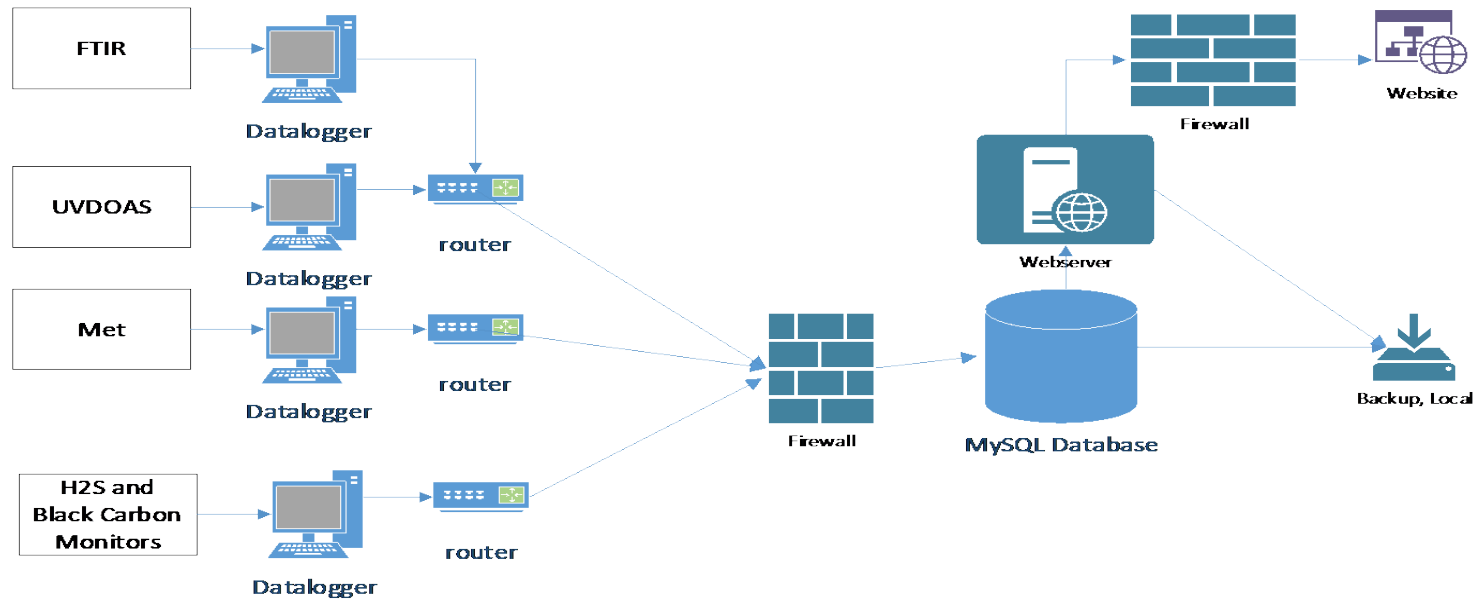 FTIR
Datalogger
UVDOAS
Datalogger
router
Met
Datalogger
router
H2S and
Black Carbon
Monitors
Datalogger
router
Firewall
MySQL Database
Webserver
Firewall
Website
Backup, Local